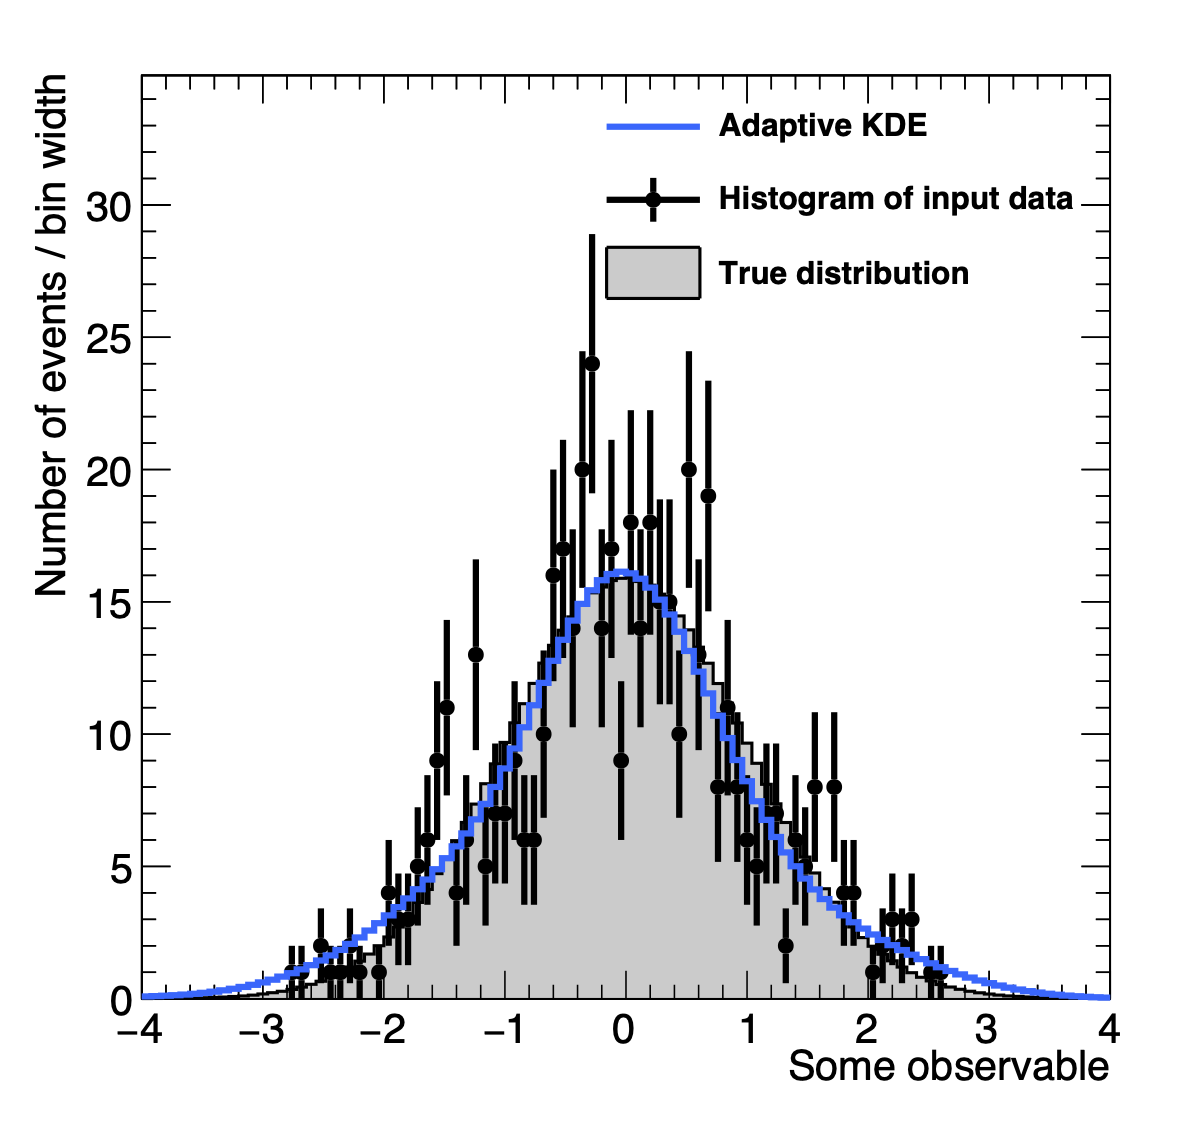 Number of events / bin width
Adaptive KDE
Histogram of input data
True distribution
30
25
20
15
10
5
0
−4 −3 −2 −1 0 1 2 3 4
Some observable